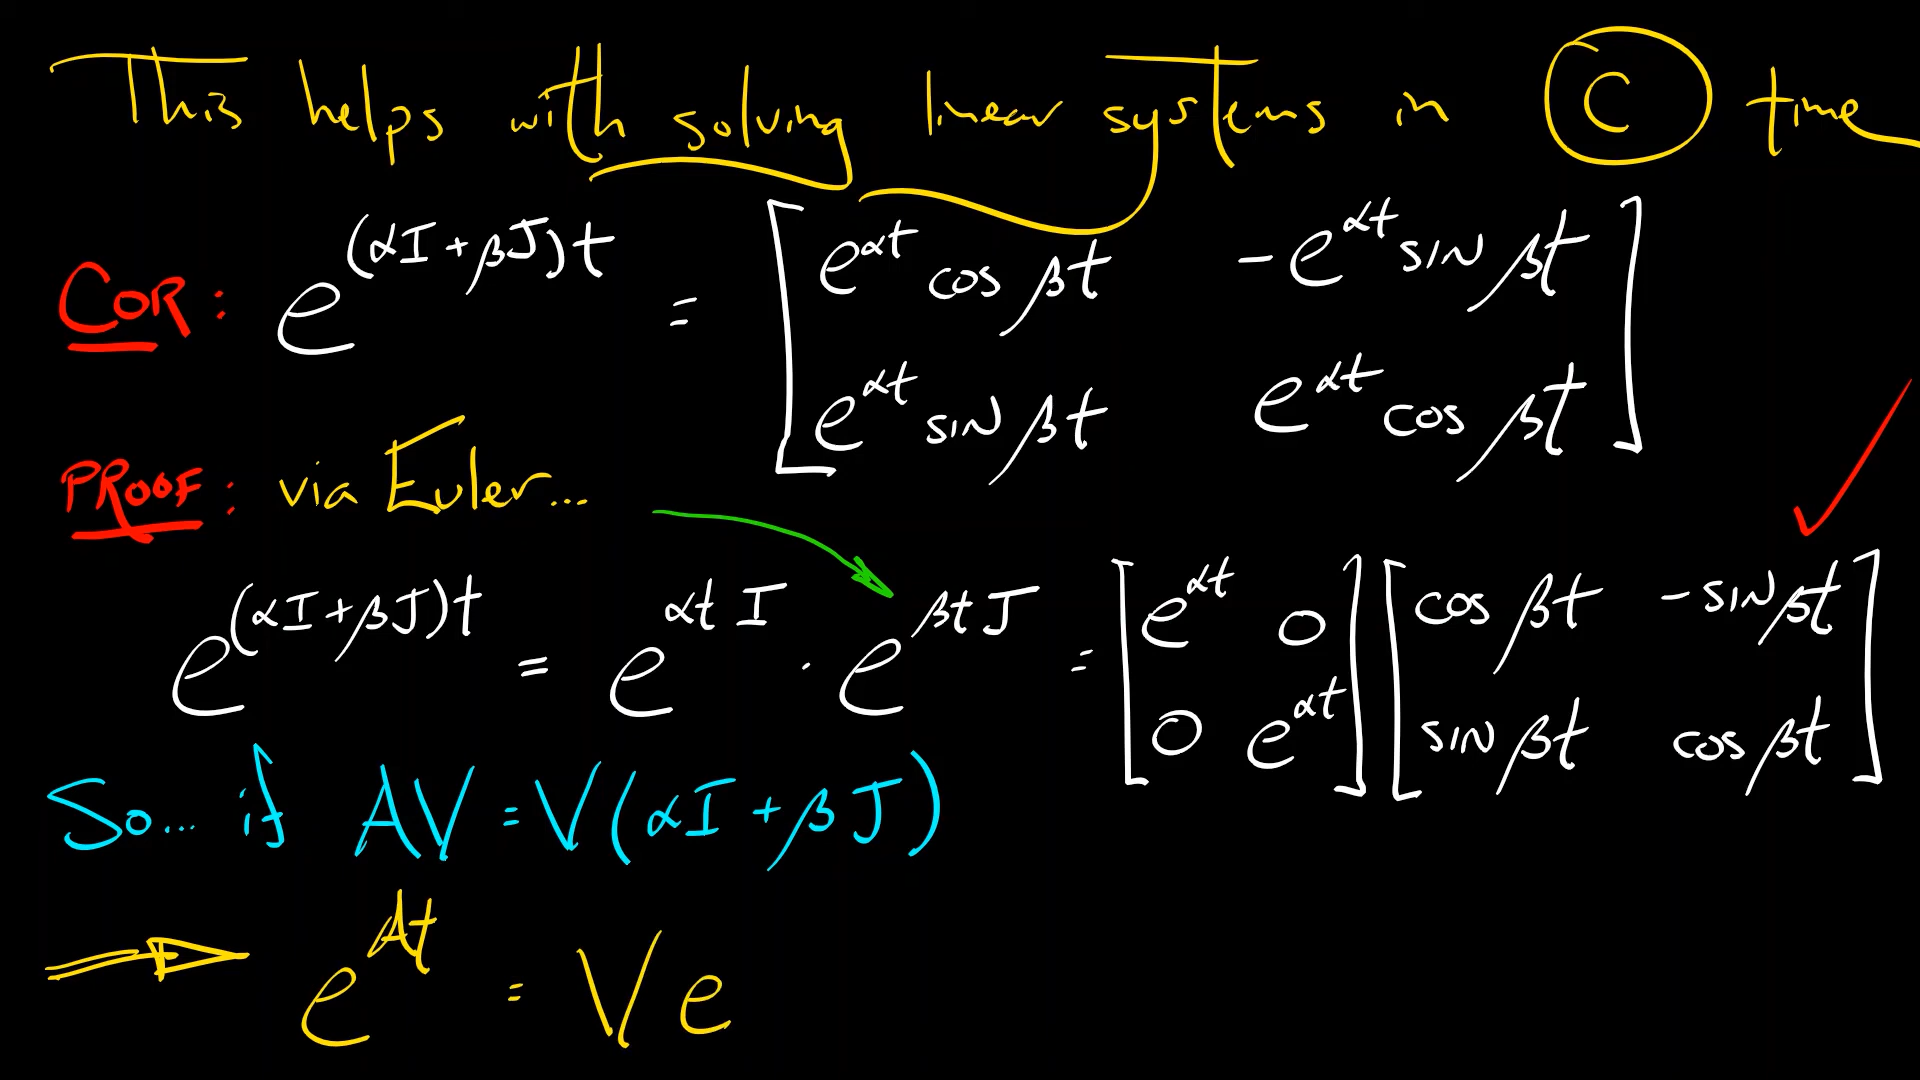 This helps with solving linear systems in C time
COR: e^{(αI+βJ)t} = [ e^{αt} cos βt   -e^{αt} sin βt
e^{αt} sin βt   e^{αt} cos βt ]
PROOF: via Euler...
e^{(αI+βJ)t} = e^{αtI} · e^{βtJ} = [ e^{αt}   0 ] [ cos βt   -sin βt ]
[ 0   e^{αt} ] [ sin βt   cos βt ]
So... if AV = V(αI + βJ)
⇒ e^{At} = V e